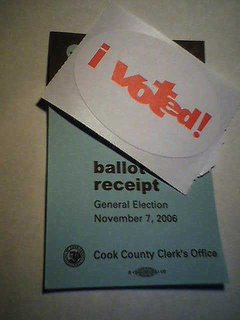 i voted!
ballot
receipt
General Election
November 7, 2006
Cook County Clerk's Office